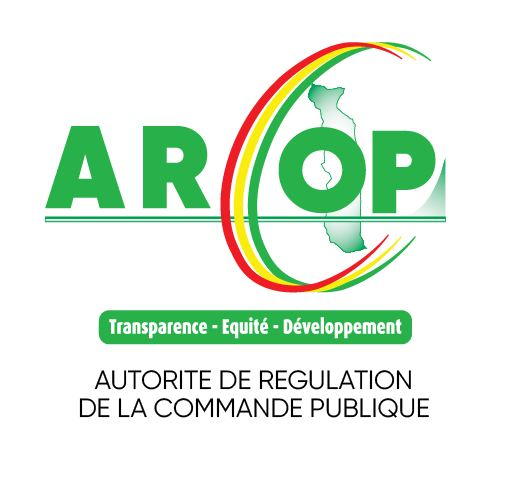 ARCOP
Transparence - Equité - Développement
AUTORITE DE REGULATION
DE LA COMMANDE PUBLIQUE